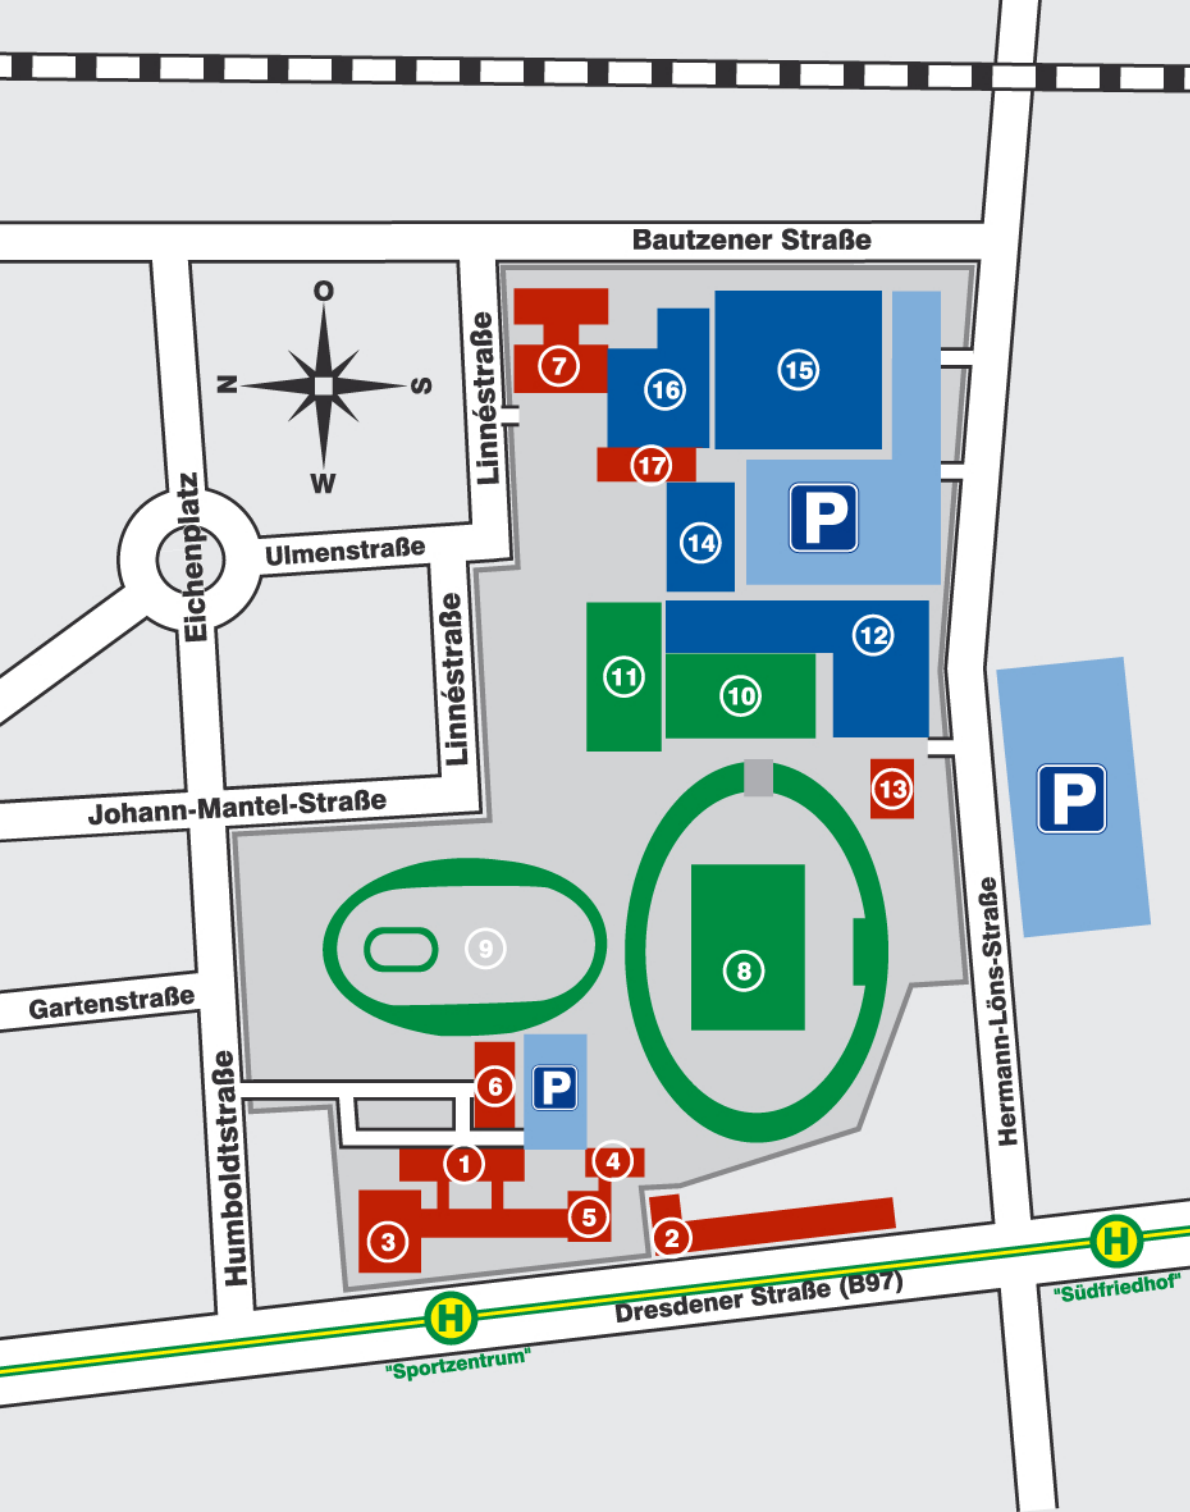 Bautzener Straße
O
N
S
W
Linnéstraße
7
16
15
17
P
14
Eichenplatz
Ulmenstraße
Linnéstraße
12
11
10
13
P
Johann-Mantel-Straße
9
8
Gartenstraße
Hermann-Löns-Straße
Humboldtstraße
6
P
1
4
5
3
2
H
"Südfriedhof"
Dresdener Straße (B97)
H
"Sportzentrum"